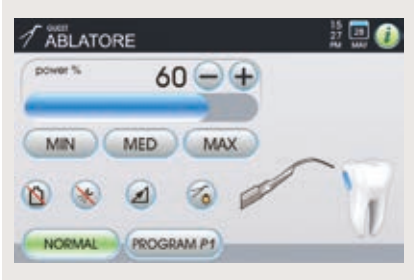 GUEST
ABLATORE
15
27
PM
28
MAY
i
power %
60
MIN
MED
MAX
NORMAL
PROGRAM P1